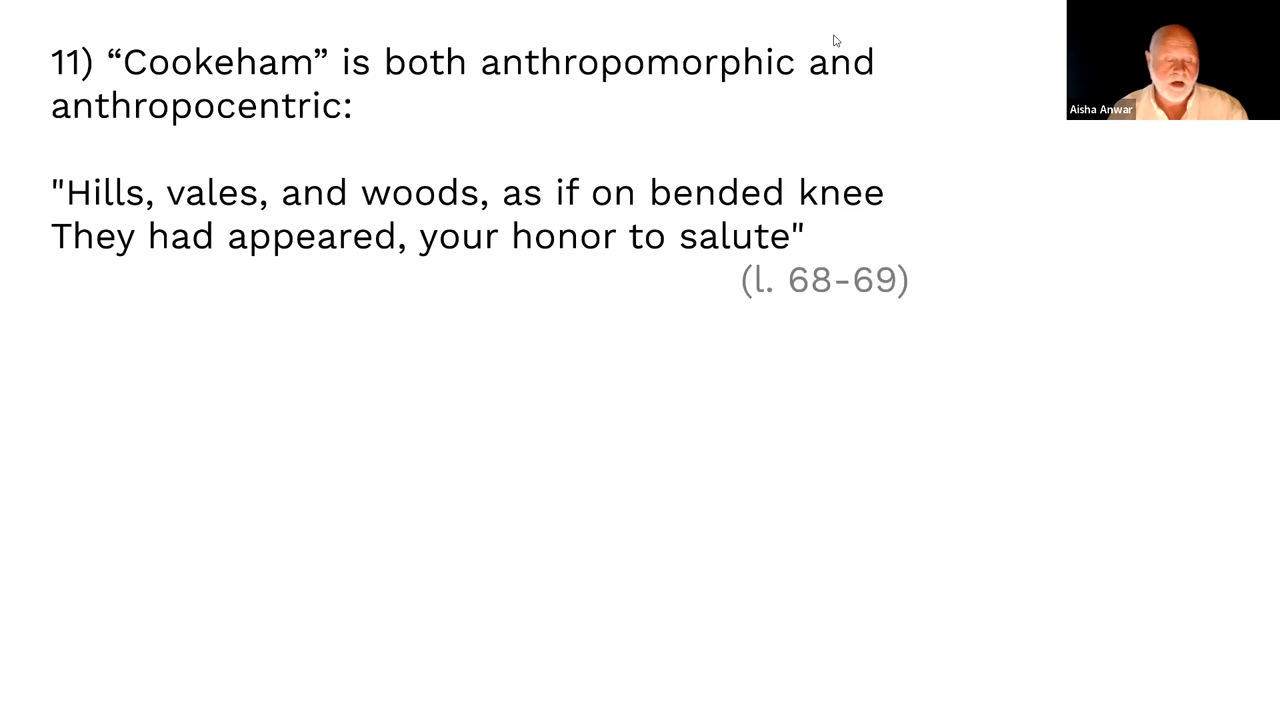 11) “Cookeham” is both anthropomorphic and
anthropocentric:
"Hills, vales, and woods, as if on bended knee
They had appeared, your honor to salute"
(l. 68-69)
Aisha Anwar